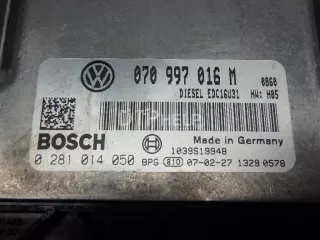 070 997 016 M
DIESEL EDC16U31
0860
HW: H05
BOSCH
Made in Germany
1039S19948
0 281 014 050
BPG 810 07-02-27 1329 0578